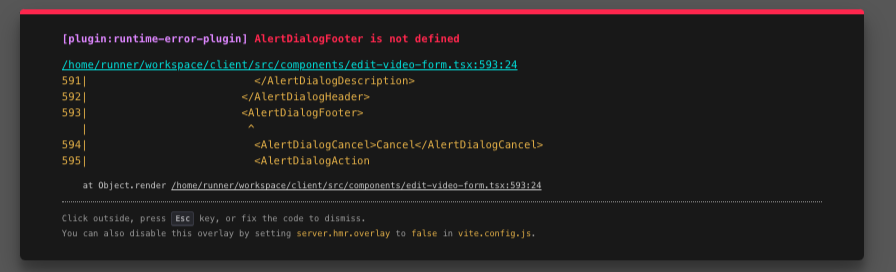 [plugin:runtime-error-plugin] AlertDialogFooter is not defined
/home/runner/workspace/client/src/components/edit-video-form.tsx:593:24
591|                          </AlertDialogDescription>
592|                        </AlertDialogHeader>
593|                        <AlertDialogFooter>
   |                         ^
594|                          <AlertDialogCancel>Cancel</AlertDialogCancel>
595|                          <AlertDialogAction
at Object.render /home/runner/workspace/client/src/components/edit-video-form.tsx:593:24
Click outside, press Esc key, or fix the code to dismiss.
You can also disable this overlay by setting server.hmr.overlay to false in vite.config.js.